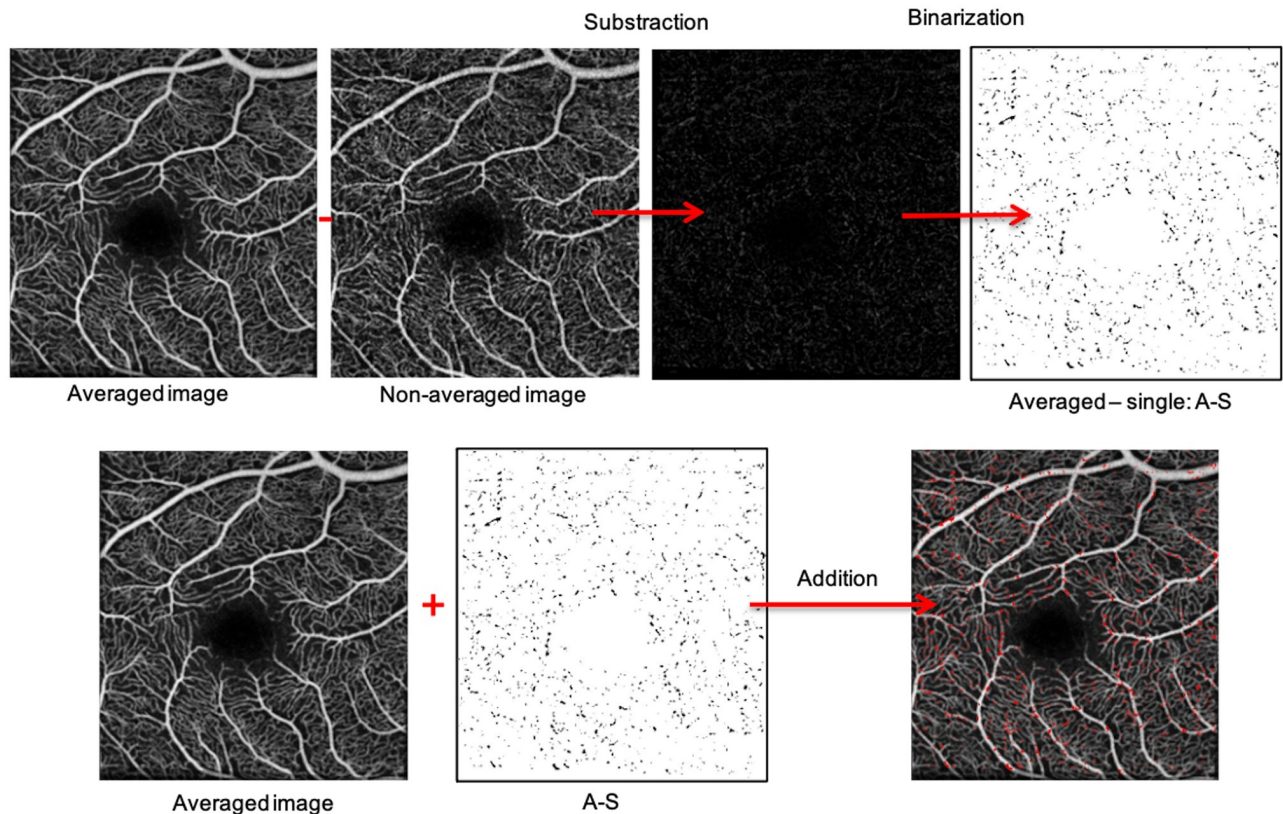 Substraction
Binarization
Averaged image
Non-averaged image
Averaged – single: A-S
Addition
Averaged image
A-S